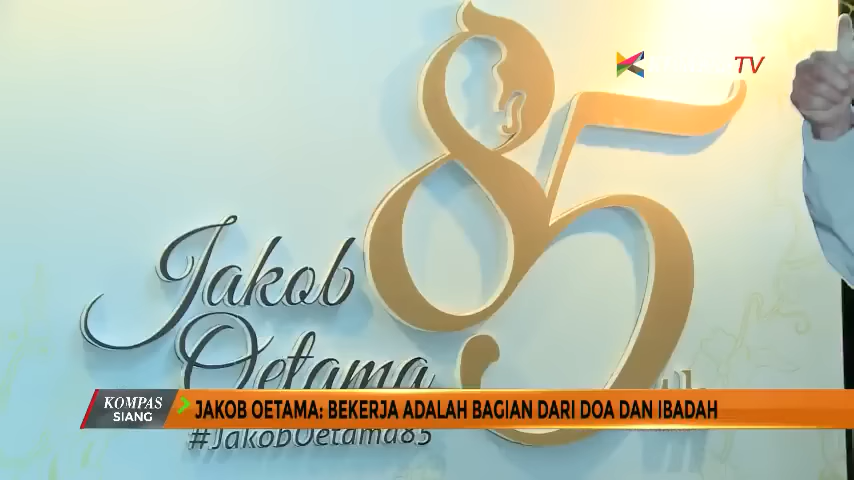 TV
85
Jakob
Oetama
th
KOMPAS
SIANG
JAKOB OETAMA: BEKERJA ADALAH BAGIAN DARI DOA DAN IBADAH
#JakobOetama85